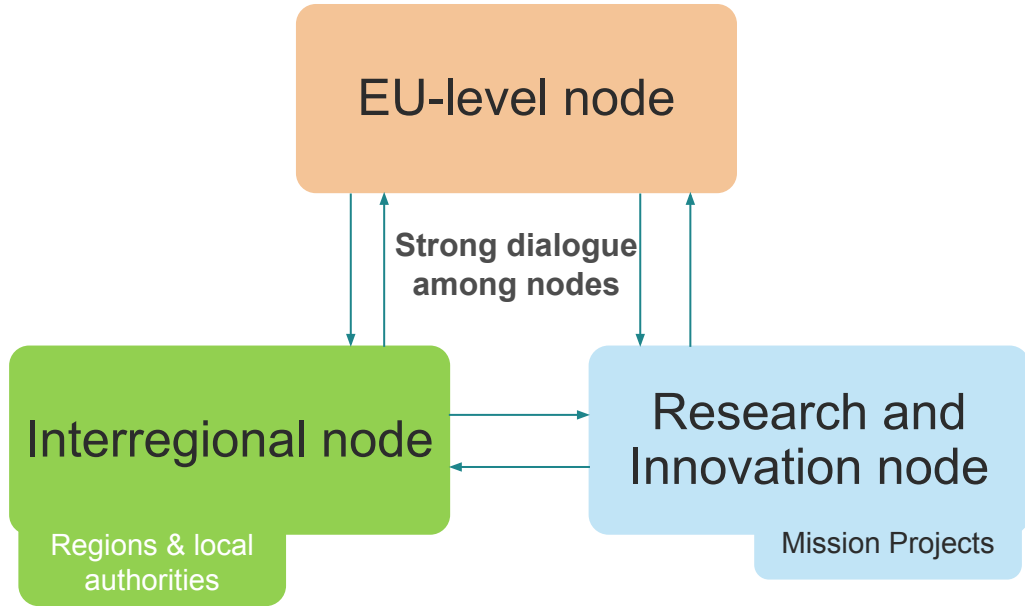 EU-level node
Strong dialogue
among nodes
Interregional node
Research and
Innovation node
Regions & local
authorities
Mission Projects